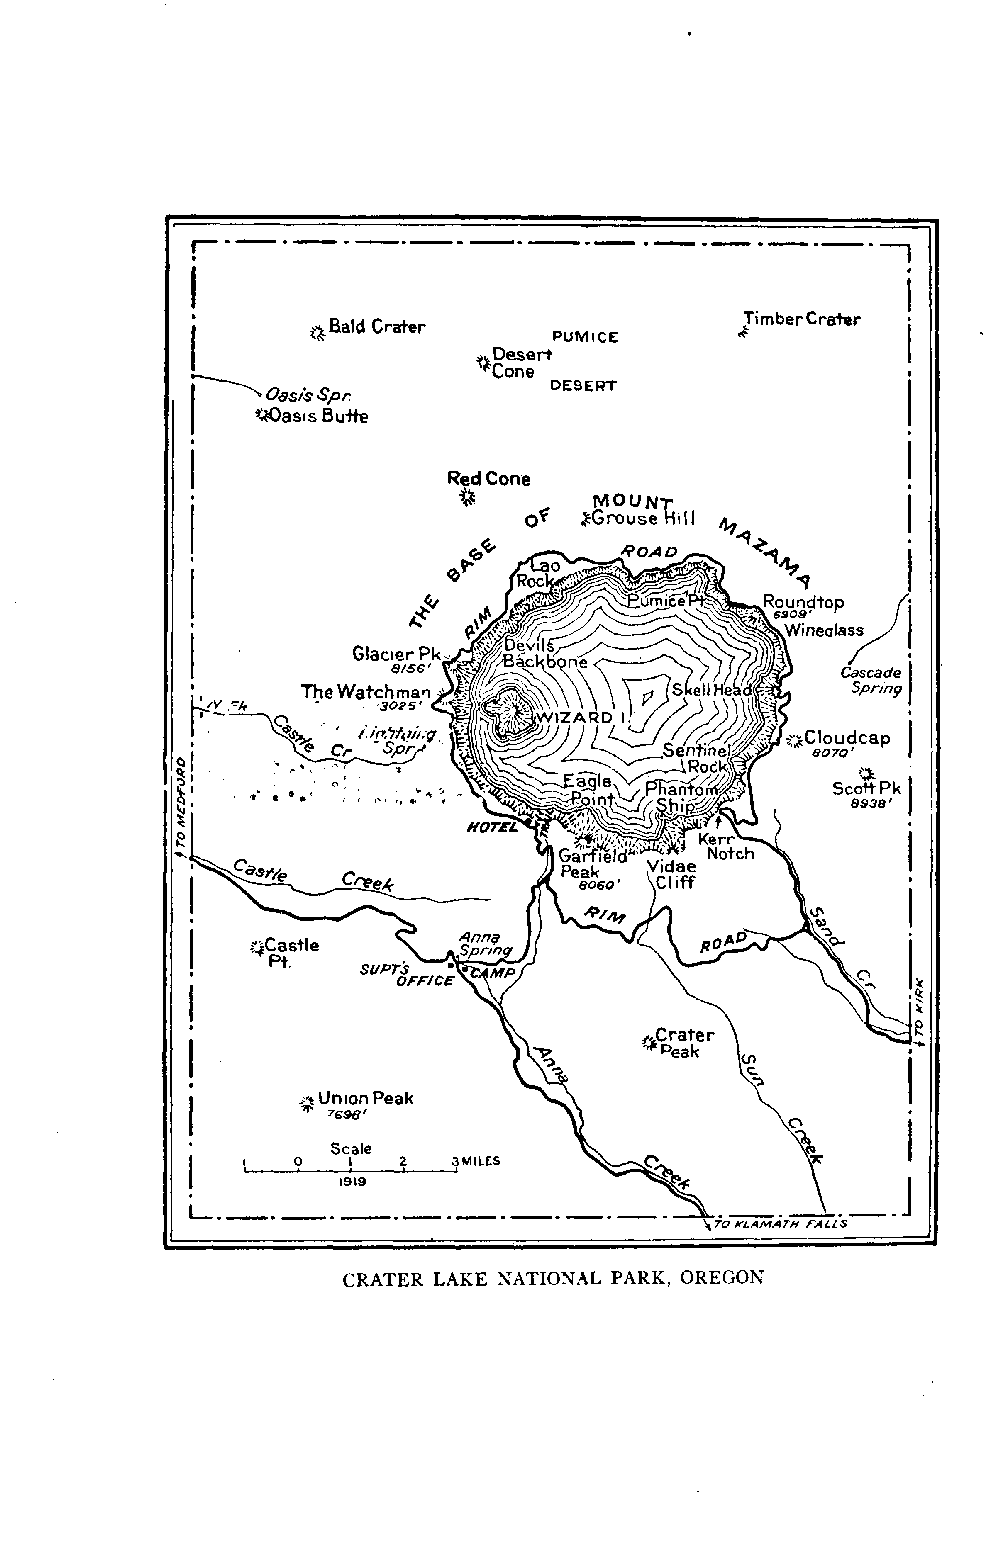 Bald Crater
Timber Crater
PUMICE
DESERT
Desert
Cone
Oasis Spr.
Oasis Butte
Red Cone
THE BASE OF MOUNT MAZAMA
Grouse Hill
RIM
ROAD
Lao
Rock
Pumice Pt.
Roundtop
6909'
Wineglass
Glacier Pk.
8156'
Devils
Backbone
Cascade
Spring
The Watchman
8025'
Skell Head
WIZARD I.
N. Fk
Castle
Cr
Lightning
Spr.
Cloudcap
8070'
Sentinel
Rock
Scott Pk
8938'
Eagle
Point
Phantom
Ship
TO MEDFORD
HOTEL
Kerr
Notch
Garfield
Peak
8060'
Vidae
Cliff
Castle Creek
RIM
ROAD
Sand
Cr
Castle
Pt.
Anna
Spring
CAMP
SUPT'S
OFFICE
TO KIRK
Crater
Peak
Anna
Creek
Sun
Creek
Union Peak
7698'
Scale
1 0 1 2 3 MILES
1919
TO KLAMATH FALLS
CRATER LAKE NATIONAL PARK, OREGON